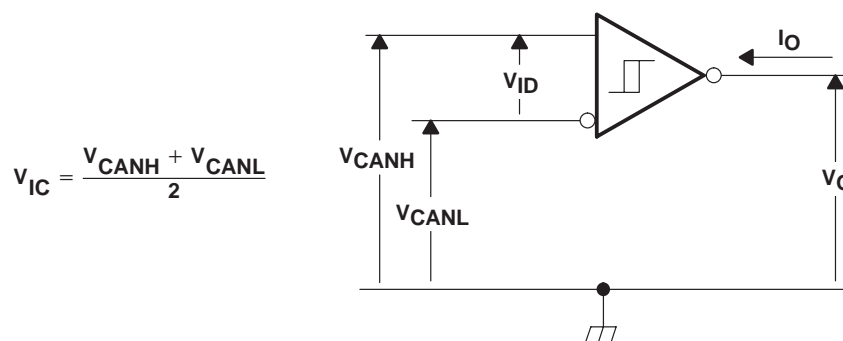 V_IC = (V_CANH + V_CANL) / 2
V_CANH
V_CANL
V_ID
I_O